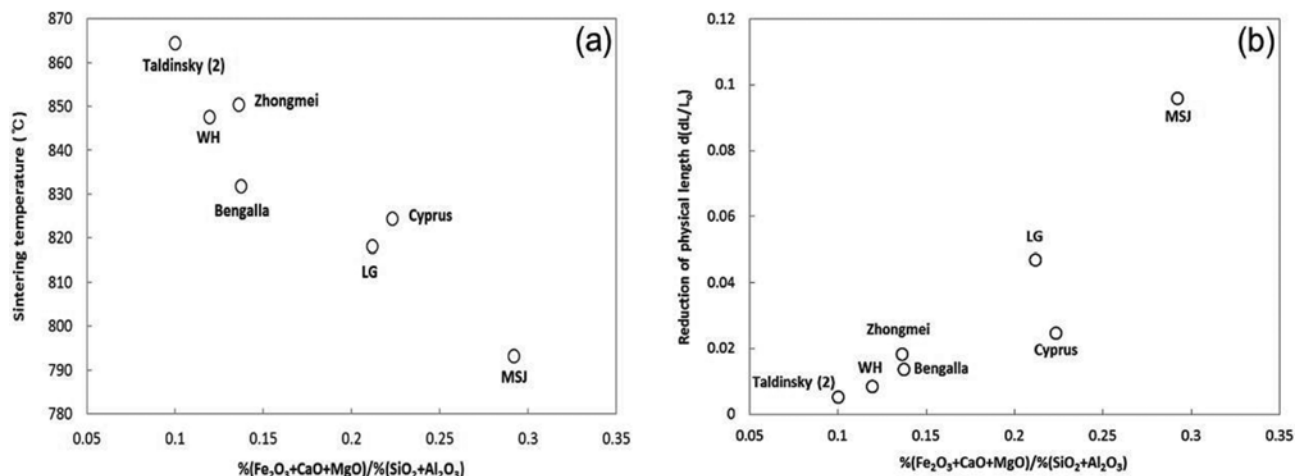 870
(a)
860
Taldinsky (2)
850
Zhongmei
WH
840
830
Bengalla
Cyprus
820
LG
810
800
790
MSJ
780
0.05
0.1
0.15
0.2
0.25
0.3
0.35
Sintering temperature (℃)
%(Fe₂O₃+CaO+MgO)/%(SiO₂+Al₂O₃)
0.12
(b)
0.1
MSJ
0.08
0.06
LG
0.04
Zhongmei
Cyprus
0.02
WH
Bengalla
Taldinsky (2)
0
0.05
0.1
0.15
0.2
0.25
0.3
0.35
Reduction of physical length d(dL/L₀)
%(Fe₂O₃+CaO+MgO)/%(SiO₂+Al₂O₃)